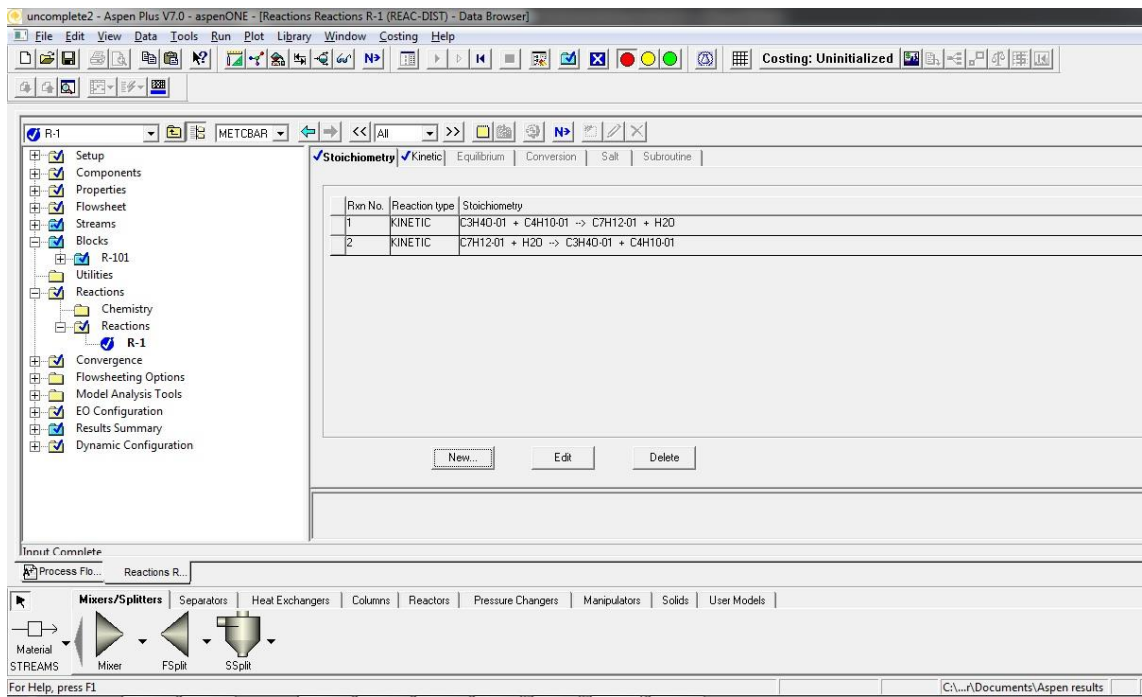 uncomplete2 - Aspen Plus V7.0 - aspenONE - [Reactions Reactions R-1 (REAC-DIST) - Data Browser]
File Edit View Data Tools Run Plot Library Window Costing Help
N> Costing: Uninitialized
R-1 METCBAR << All >> N>
Setup
Components
Properties
Flowsheet
Streams
Blocks
R-101
Utilities
Reactions
Chemistry
Reactions
R-1
Convergence
Flowsheeting Options
Model Analysis Tools
EO Configuration
Results Summary
Dynamic Configuration
Stoichiometry Kinetic Equilibrium Conversion Salt Subroutine
Rxn No. Reaction type Stoichiometry
1 KINETIC C3H4O-01 + C4H10-01 --> C7H12-01 + H2O
2 KINETIC C7H12-01 + H2O --> C3H4O-01 + C4H10-01
New... Edit Delete
Input Complete
Process Flo... Reactions R...
Mixers/Splitters Separators Heat Exchangers Columns Reactors Pressure Changers Manipulators Solids User Models
Material
STREAMS Mixer FSplit SSplit
For Help, press F1 C:\...r\Documents\Aspen results